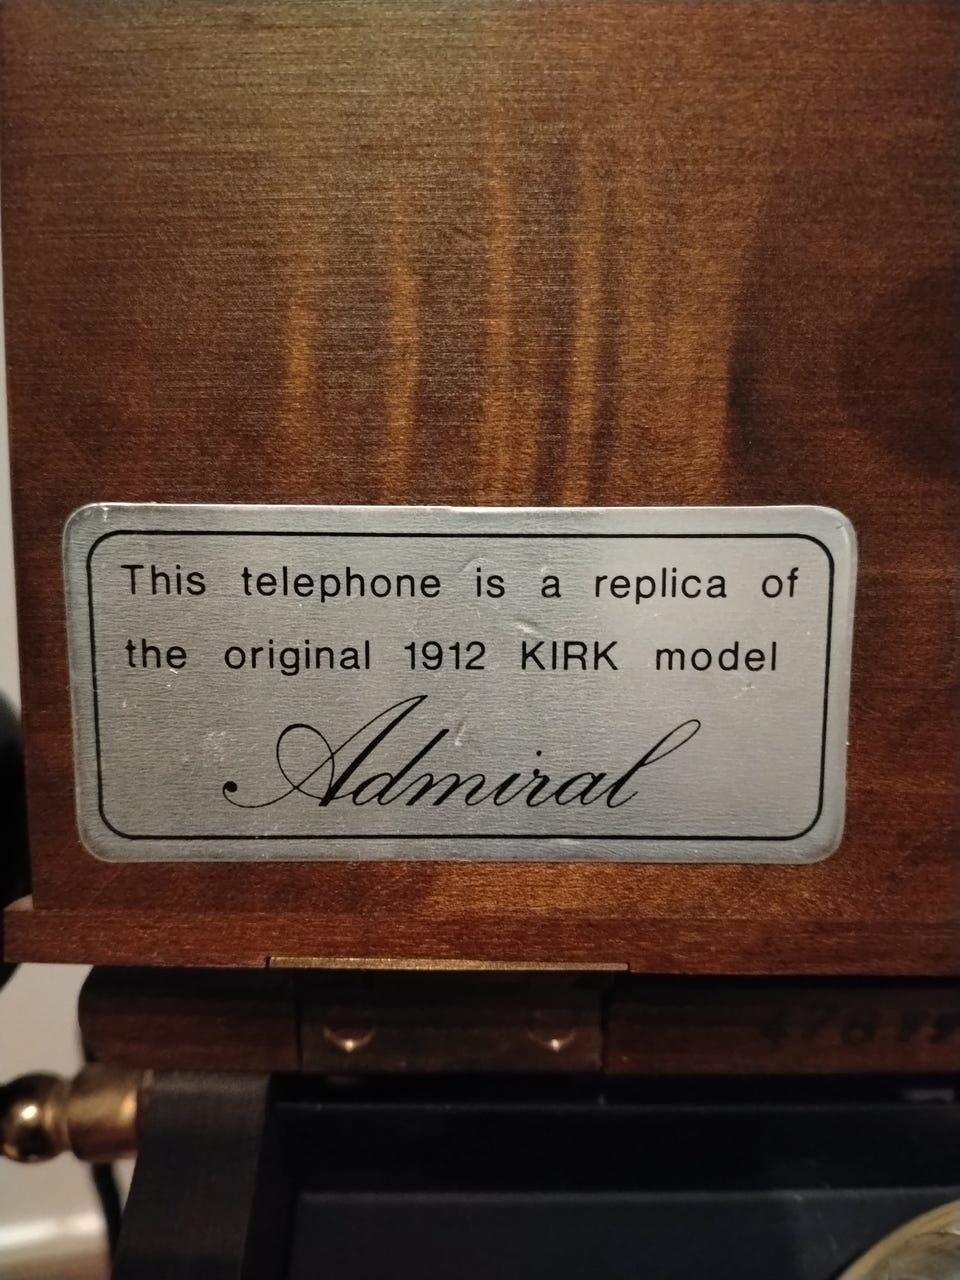 This telephone is a replica of
the original 1912 KIRK model
Admiral